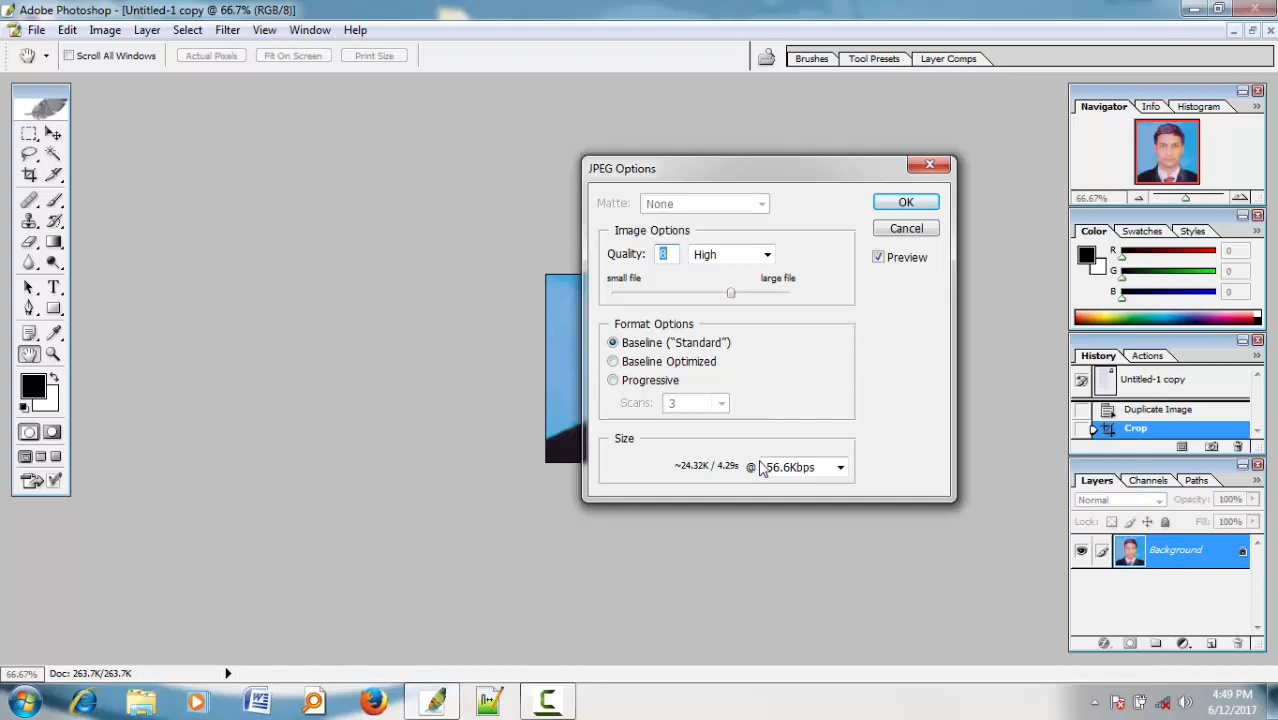 Adobe Photoshop - [Untitled-1 copy @ 66.7% (RGB/8)]
File Edit Image Layer Select Filter View Window Help
Scroll All Windows Actual Pixels Fit On Screen Print Size Brushes Tool Presets Layer Comps
Navigator Info Histogram
66.67%
Color Swatches Styles
R 0
G 0
B 0
History Actions
Untitled-1 copy
Duplicate Image
Crop
Layers Channels Paths
Normal Opacity: 100%
Lock: Fill: 100%
Background
JPEG Options
Matte: None OK
Image Options Cancel
Quality: 8 High Preview
small file large file
Format Options
Baseline ("Standard")
Baseline Optimized
Progressive
Scans: 3
Size
~24.32K / 4.29s @ 56.6Kbps
66.67% Doc: 263.7K/263.7K
4:49 PM
6/12/2017